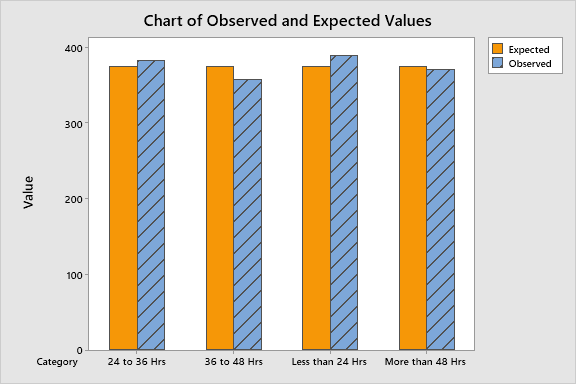 Chart of Observed and Expected Values
Expected
Observed
400
300
200
100
0
Value
Category 24 to 36 Hrs 36 to 48 Hrs Less than 24 Hrs More than 48 Hrs